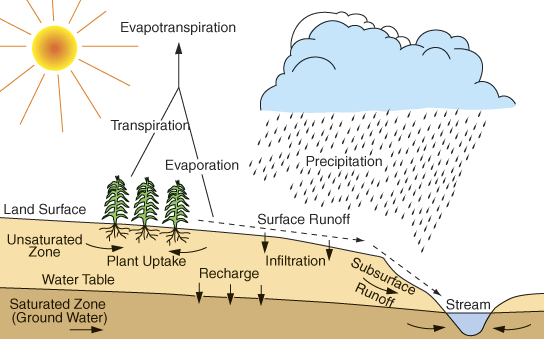 Evapotranspiration
Transpiration
Evaporation
Precipitation
Land Surface
Surface Runoff
Unsaturated
Zone
Plant Uptake
Infiltration
Subsurface
Runoff
Recharge
Water Table
Stream
Saturated Zone
(Ground Water)